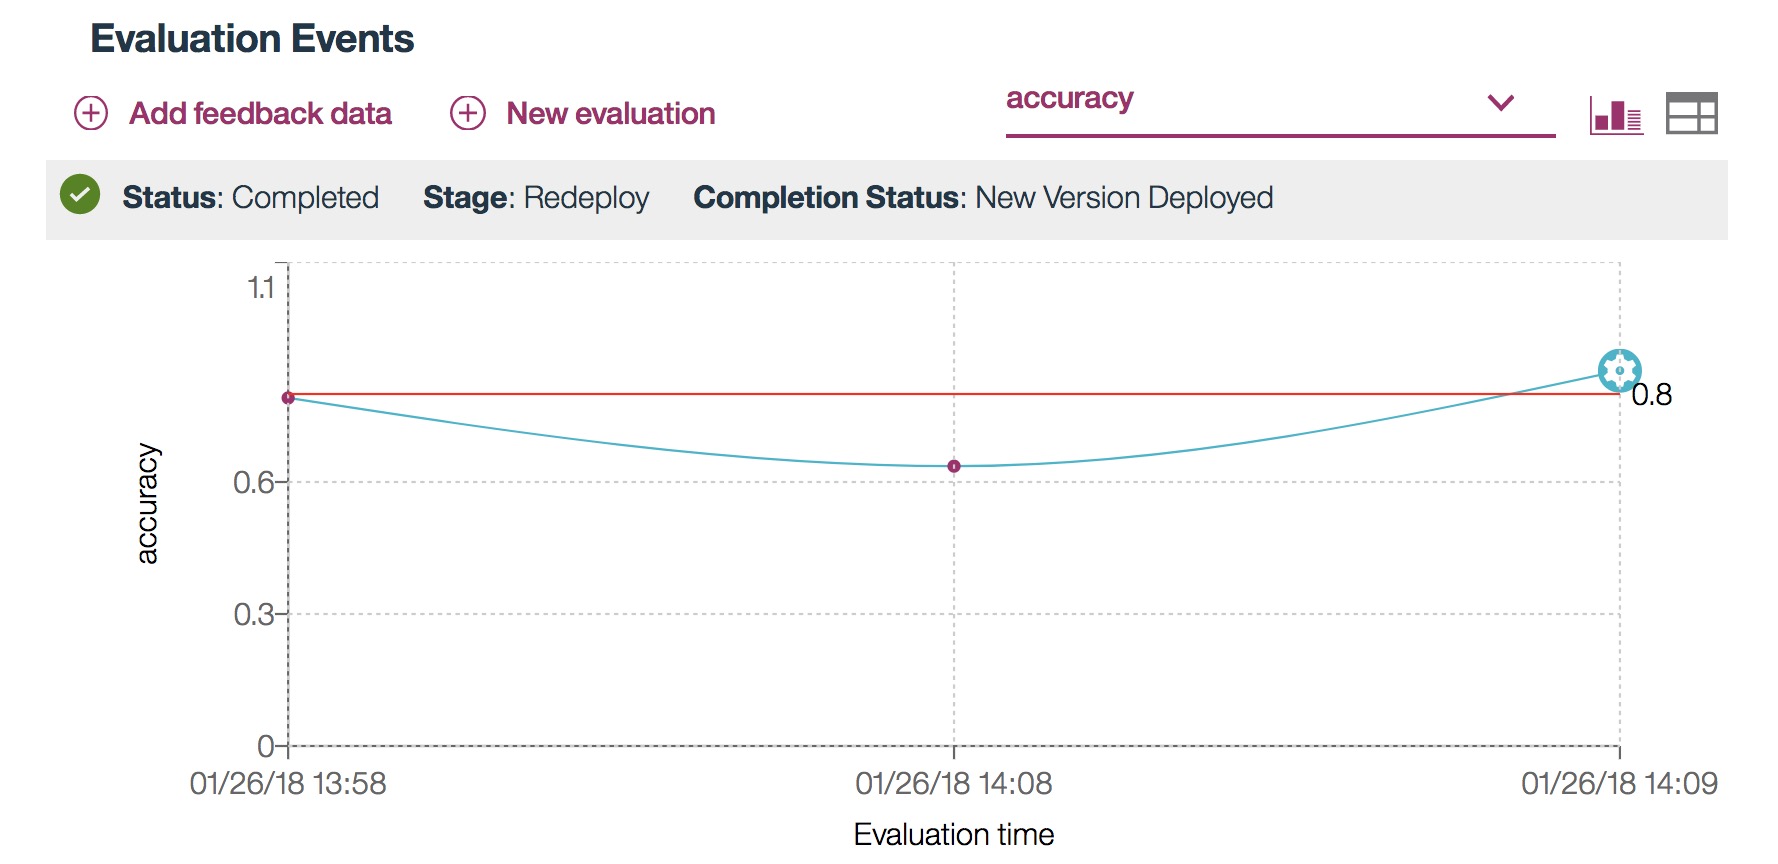 Evaluation Events
Add feedback data New evaluation accuracy
Status: Completed Stage: Redeploy Completion Status: New Version Deployed
1.1
0.8
accuracy
0.6
0.3
0
01/26/18 13:58 01/26/18 14:08 01/26/18 14:09
Evaluation time